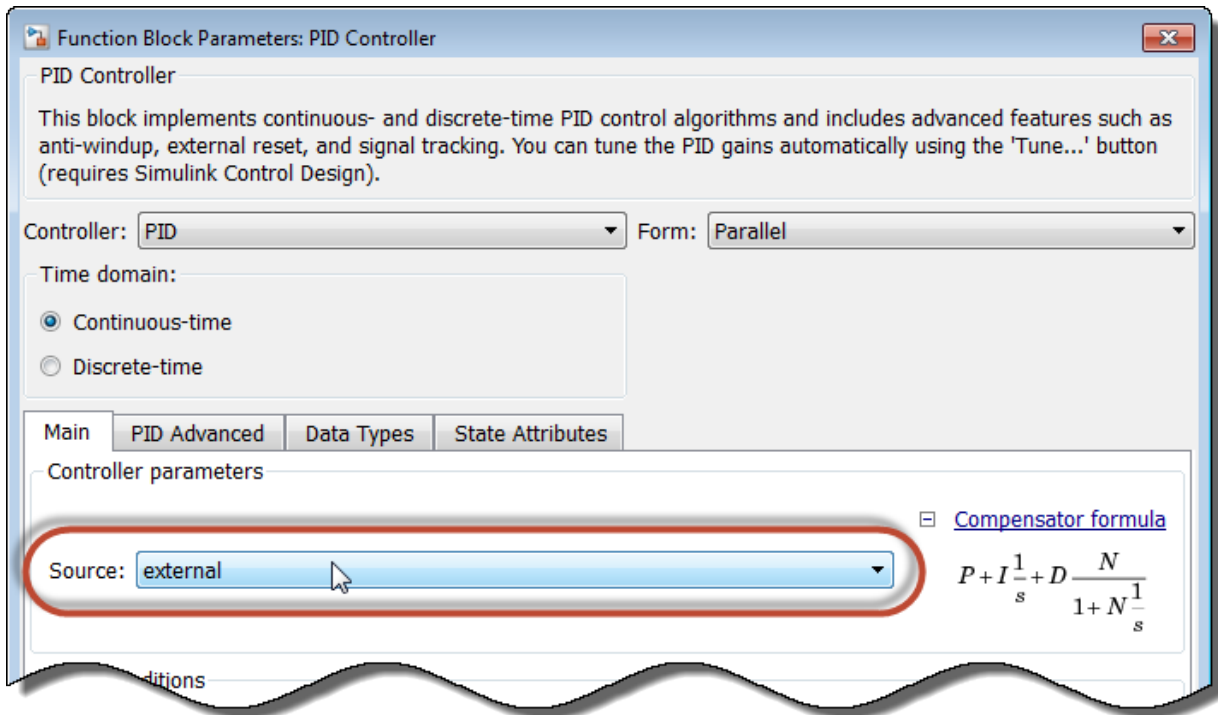 Function Block Parameters: PID Controller
PID Controller
This block implements continuous- and discrete-time PID control algorithms and includes advanced features such as
anti-windup, external reset, and signal tracking. You can tune the PID gains automatically using the 'Tune...' button
(requires Simulink Control Design).
Controller: PID Form: Parallel
Time domain:
Continuous-time
Discrete-time
Main PID Advanced Data Types State Attributes
Controller parameters
Compensator formula
Source: external
P + I 1/s + D N/(1 + N 1/s)